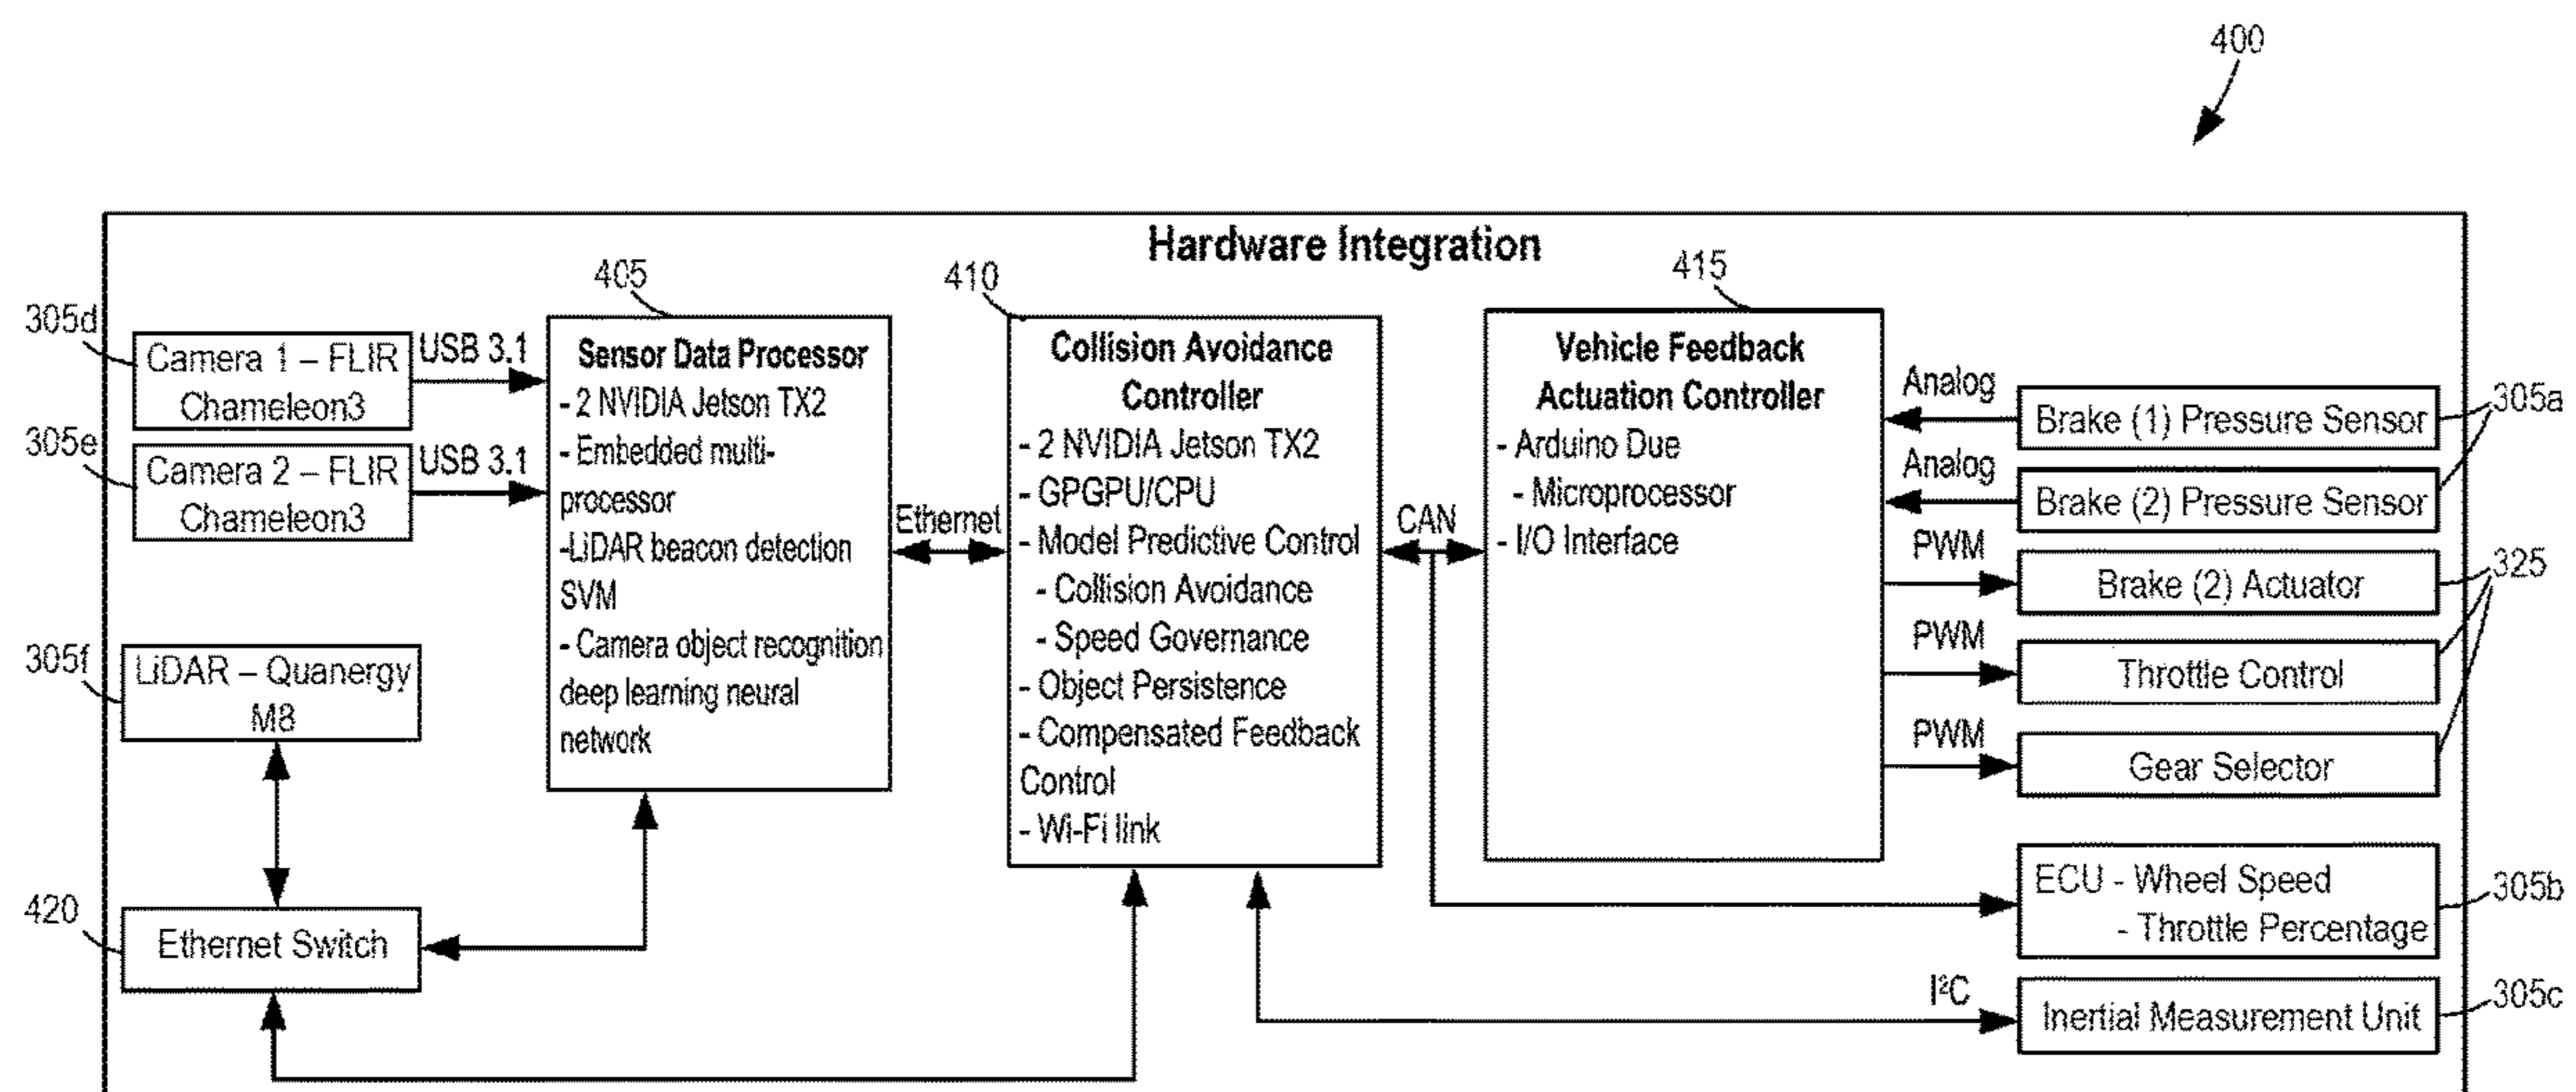 400
Hardware Integration
305d
Camera 1 – FLIR
Chameleon3
USB 3.1
305e
Camera 2 – FLIR
Chameleon3
USB 3.1
305f
LiDAR – Quanergy
M8
420
Ethernet Switch
405
Sensor Data Processor
- 2 NVIDIA Jetson TX2
- Embedded multi-
processor
-LiDAR beacon detection
SVM
- Camera object recognition
deep learning neural
network
Ethernet
410
Collision Avoidance
Controller
- 2 NVIDIA Jetson TX2
- GPGPU/CPU
- Model Predictive Control
- Collision Avoidance
- Speed Governance
- Object Persistence
- Compensated Feedback
Control
- Wi-Fi link
CAN
415
Vehicle Feedback
Actuation Controller
- Arduino Due
- Microprocessor
- I/O Interface
Analog
Brake (1) Pressure Sensor
305a
Analog
Brake (2) Pressure Sensor
PWM
Brake (2) Actuator
325
PWM
Throttle Control
PWM
Gear Selector
ECU - Wheel Speed
- Throttle Percentage
305b
I²C
Inertial Measurement Unit
305c